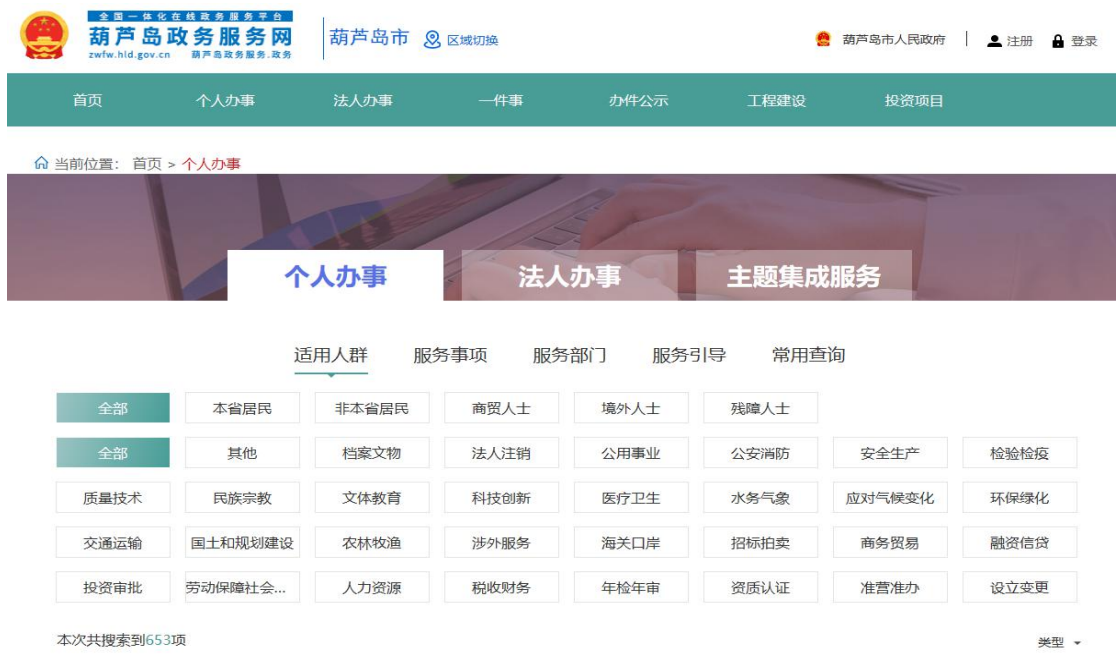 全国一体化在线政务服务平台
葫芦岛政务服务网
zwfw.hld.gov.cn 葫芦岛政务服务.政务
葫芦岛市 区域切换
葫芦岛市人民政府 | 注册 登录
首页 个人办事 法人办事 一件事 办件公示 工程建设 投资项目
当前位置: 首页 > 个人办事
个人办事 法人办事 主题集成服务
适用人群 服务事项 服务部门 服务引导 常用查询
全部 本省居民 非本省居民 商贸人士 境外人士 残障人士
全部 其他 档案文物 法人注销 公用事业 公安消防 安全生产 检验检疫
质量技术 民族宗教 文体教育 科技创新 医疗卫生 水务气象 应对气候变化 环保绿化
交通运输 国土和规划建设 农林牧渔 涉外服务 海关口岸 招标拍卖 商务贸易 融资信贷
投资审批 劳动保障社会... 人力资源 税收财务 年检年审 资质认证 准营准办 设立变更
本次共搜索到653项 类型